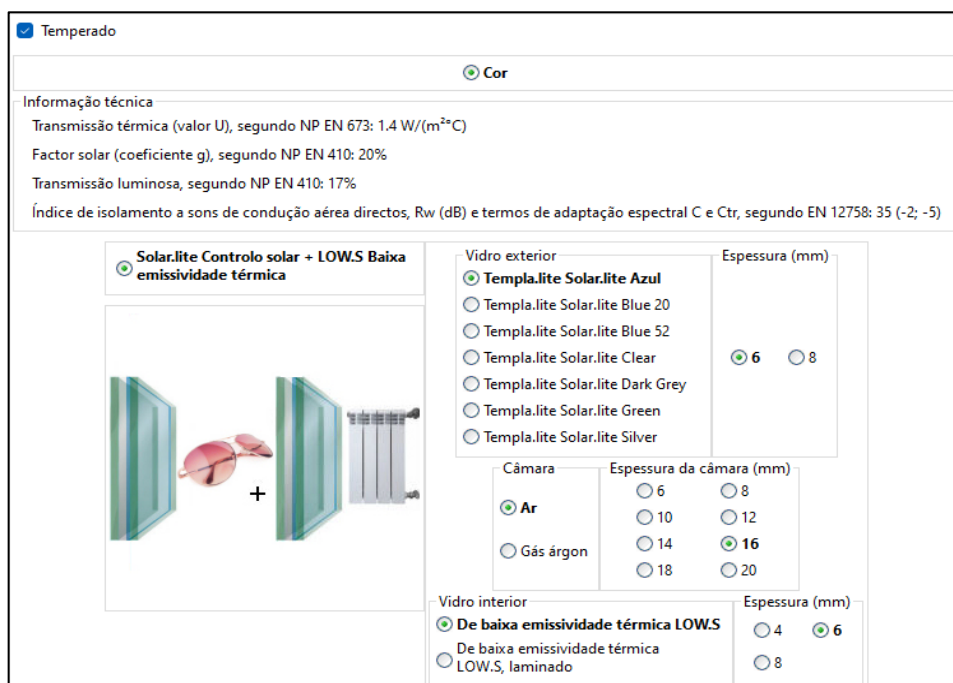 Temperado
Cor
Informação técnica
Transmissão térmica (valor U), segundo NP EN 673: 1.4 W/(m²°C)
Factor solar (coeficiente g), segundo NP EN 410: 20%
Transmissão luminosa, segundo NP EN 410: 17%
Índice de isolamento a sons de condução aérea directos, Rw (dB) e termos de adaptação espectral C e Ctr, segundo EN 12758: 35 (-2; -5)
Solar.lite Controlo solar + LOW.S Baixa
emissividade térmica
+
Vidro exterior
Templa.lite Solar.lite Azul
Templa.lite Solar.lite Blue 20
Templa.lite Solar.lite Blue 52
Templa.lite Solar.lite Clear
Templa.lite Solar.lite Dark Grey
Templa.lite Solar.lite Green
Templa.lite Solar.lite Silver
Espessura (mm)
6 8
Câmara
Ar
Gás árgon
Espessura da câmara (mm)
6 8
10 12
14 16
18 20
Vidro interior
De baixa emissividade térmica LOW.S
De baixa emissividade térmica
LOW.S, laminado
Espessura (mm)
4 6
8